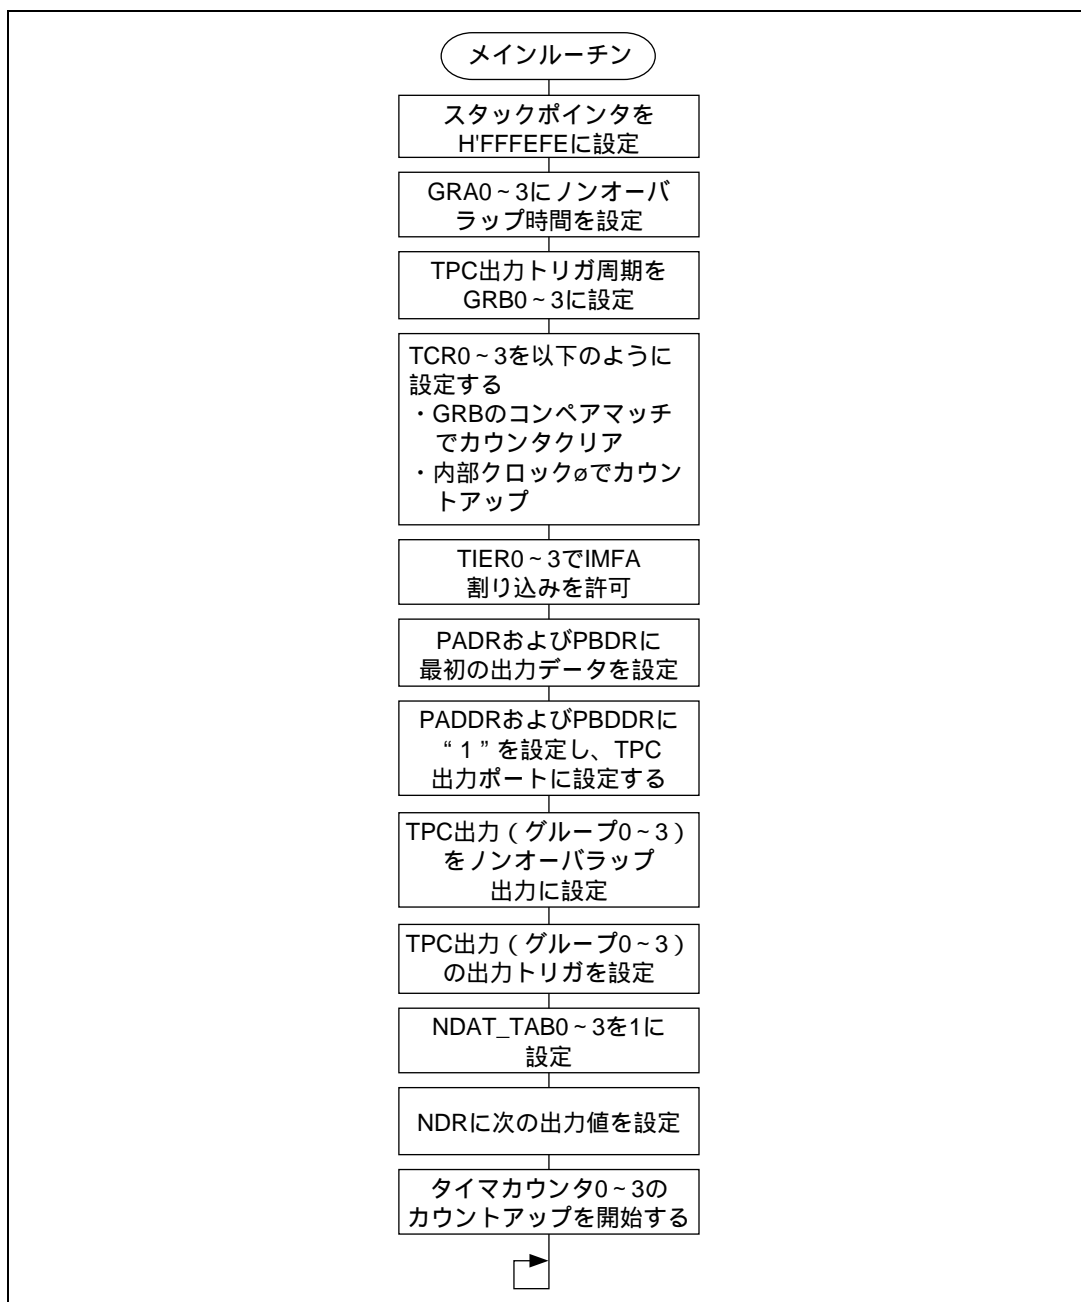 メインルーチン
スタックポインタを
H'FFFEFEに設定
GRA0~3にノンオーバ
ラップ時間を設定
TPC出力トリガ周期を
GRB0~3に設定
TCR0~3を以下のように
設定する
・GRBのコンペアマッチ
でカウンタクリア
・内部クロックøでカウン
トアップ
TIER0~3でIMFA
割り込みを許可
PADRおよびPBDRに
最初の出力データを設定
PADDRおよびPBDDRに
“1”を設定し、TPC
出力ポートに設定する
TPC出力(グループ0~3)
をノンオーバラップ
出力に設定
TPC出力(グループ0~3)
の出力トリガを設定
NDAT_TAB0~3を1に
設定
NDRに次の出力値を設定
タイマカウンタ0~3の
カウントアップを開始する